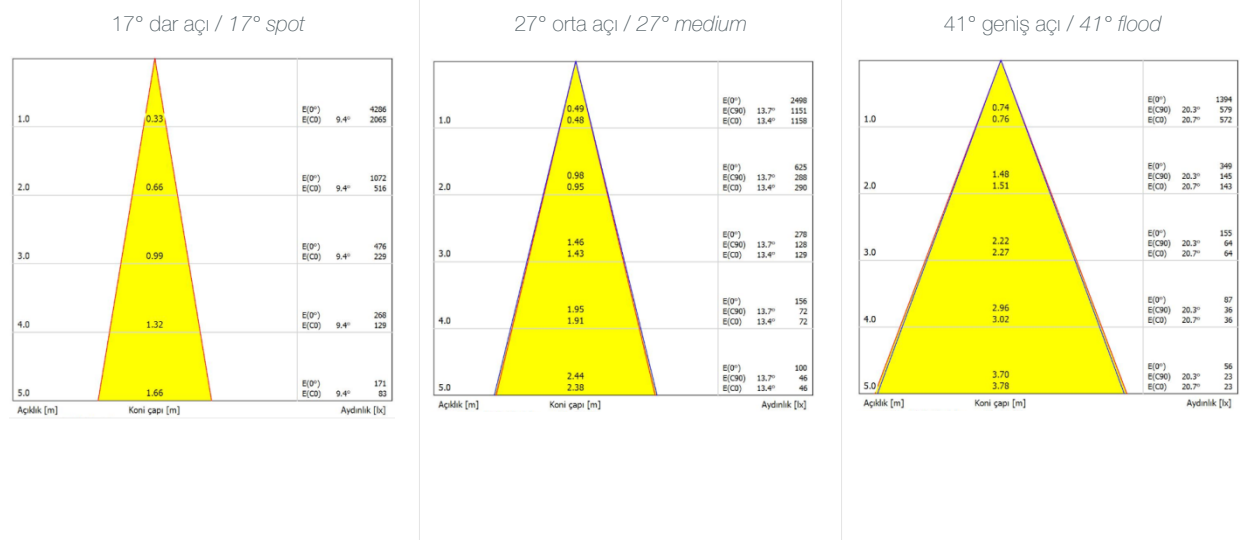 17° dar açı / 17° spot
E(0°) 4286
0.33 E(C0) 9.4° 2065
1.0
E(0°) 1072
0.66 E(C0) 9.4° 516
2.0
E(0°) 476
0.99 E(C0) 9.4° 229
3.0
E(0°) 268
1.32 E(C0) 9.4° 129
4.0
E(0°) 171
5.0 1.66 E(C0) 9.4° 83
Açıklık [m] Koni çapı [m] Aydınlık [lx]
27° orta açı / 27° medium
E(0°) 2498
0.49 E(C90) 13.7° 1151
1.0 0.48 E(C0) 13.4° 1158
E(0°) 625
0.98 E(C90) 13.7° 288
2.0 0.95 E(C0) 13.4° 290
E(0°) 278
1.46 E(C90) 13.7° 128
3.0 1.43 E(C0) 13.4° 129
E(0°) 156
1.95 E(C90) 13.7° 72
4.0 1.91 E(C0) 13.4° 72
E(0°) 100
2.44 E(C90) 13.7° 46
5.0 2.38 E(C0) 13.4° 46
Açıklık [m] Koni çapı [m] Aydınlık [lx]
41° geniş açı / 41° flood
E(0°) 1394
0.74 E(C90) 20.3° 579
1.0 0.76 E(C0) 20.7° 572
E(0°) 349
1.48 E(C90) 20.3° 145
2.0 1.51 E(C0) 20.7° 143
E(0°) 155
2.22 E(C90) 20.3° 64
3.0 2.27 E(C0) 20.7° 64
E(0°) 87
2.96 E(C90) 20.3° 36
4.0 3.02 E(C0) 20.7° 36
E(0°) 56
3.70 E(C90) 20.3° 23
5.0 3.78 E(C0) 20.7° 23
Açıklık [m] Koni çapı [m] Aydınlık [lx]